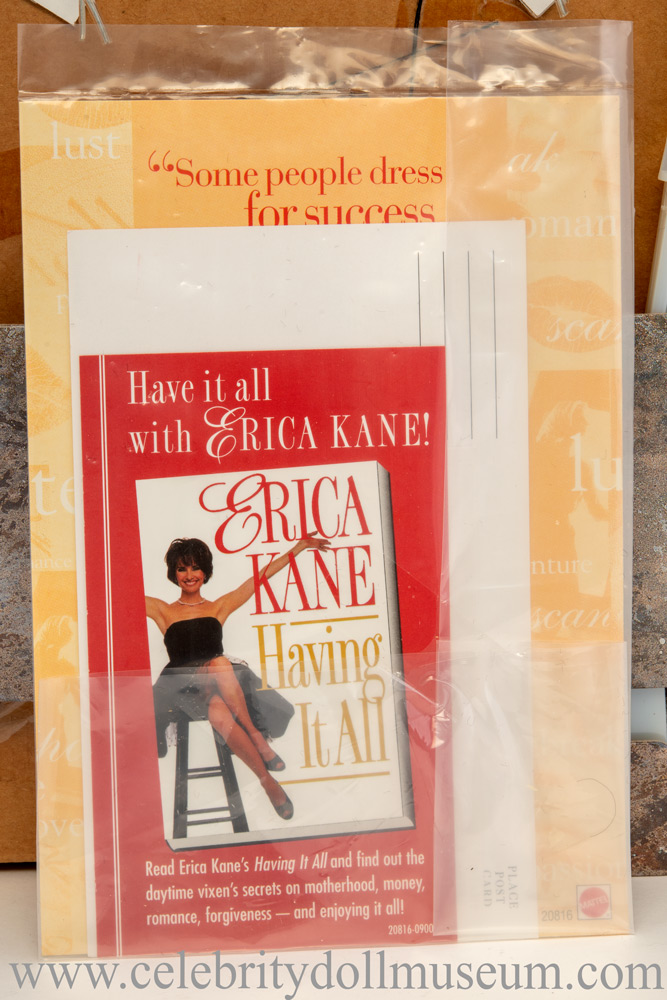 lust
“Some people dress
for success
oman
scan
Have it all
with ERICA KANE!
ERICA
KANE
Having
It All
lu
nture
scan
Read Erica Kane's Having It All and find out the
daytime vixen's secrets on motherhood, money,
romance, forgiveness — and enjoying it all!
20816-0900
PLACE
POST
CARD
20816
MATTEL
www.celebritydollmuseum.com